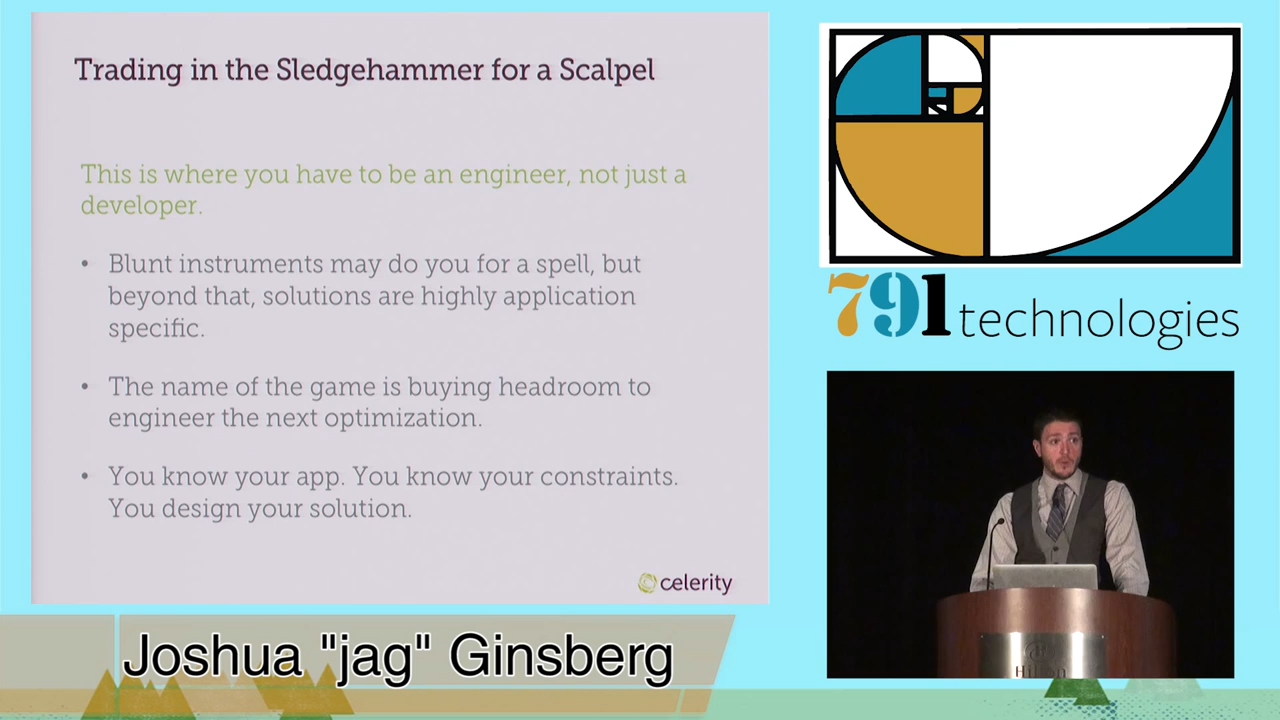 Trading in the Sledgehammer for a Scalpel
This is where you have to be an engineer, not just a
developer.
• Blunt instruments may do you for a spell, but
beyond that, solutions are highly application
specific.
• The name of the game is buying headroom to
engineer the next optimization.
• You know your app. You know your constraints.
You design your solution.
celerity
791 technologies
Hilton
Joshua "jag" Ginsberg